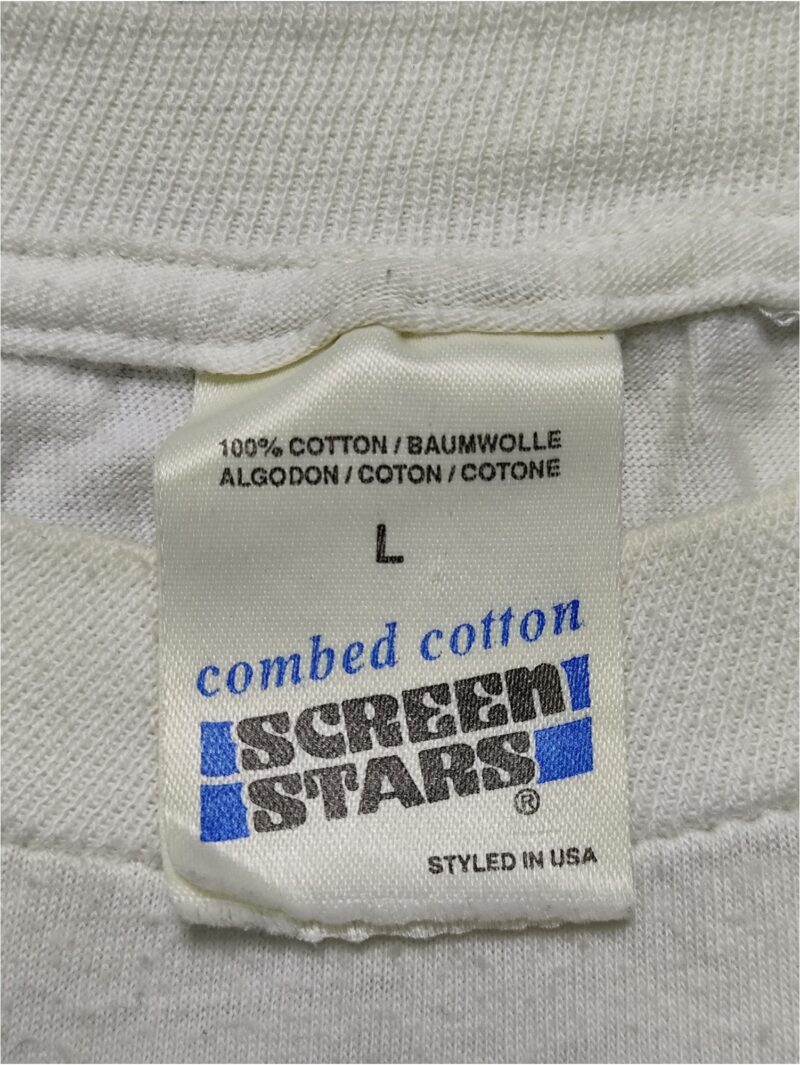 100% COTTON / BAUMWOLLE
ALGODON / COTON / COTONE
L
combed cotton
SCREEN
STARS
®
STYLED IN USA